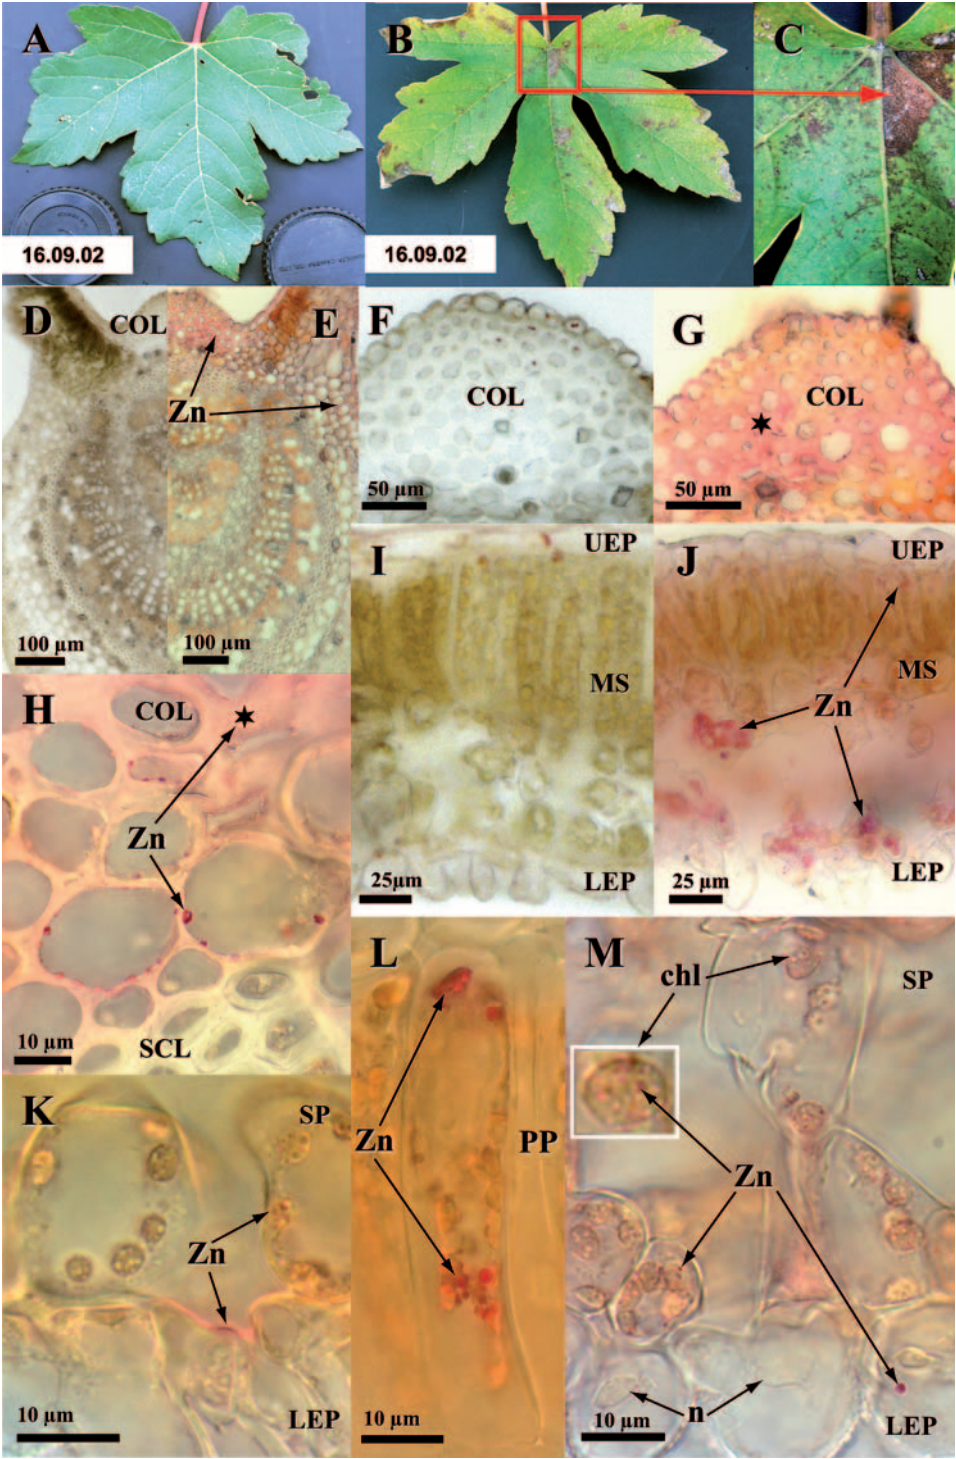 A
B
C
16.09.02
16.09.02
D
COL
E
F
G
Zn
COL
COL
100 µm
100 µm
50 µm
50 µm
H
COL
I
UEP
J
UEP
Zn
MS
MS
Zn
10 µm
SCL
25µm
LEP
25 µm
LEP
K
SP
L
M
chl
SP
Zn
Zn
PP
Zn
10 µm
LEP
10 µm
n
10 µm
LEP